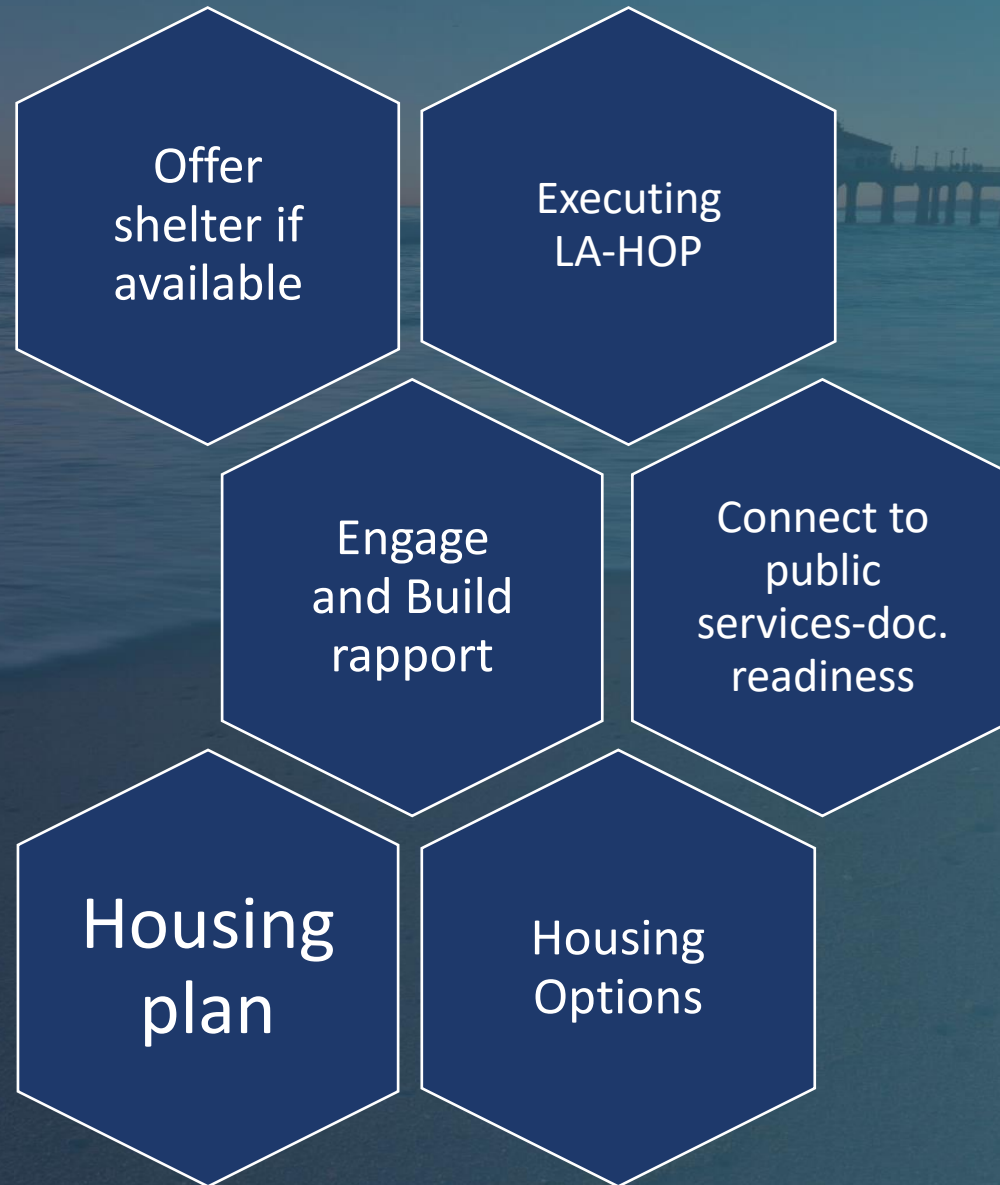 Offer
shelter if
available
Executing
LA-HOP
Engage
and Build
rapport
Connect to
public
services-doc.
readiness
Housing
plan
Housing
Options